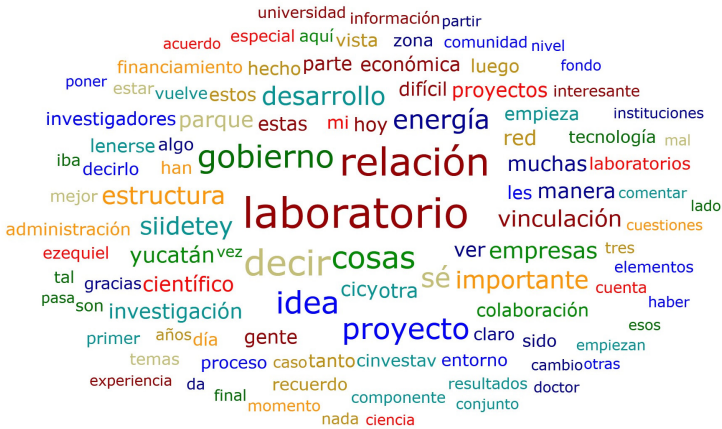 universidad información partir
acuerdo especial aquí vista zona comunidad nivel
financiamiento hecho parte económica luego fondo
poner estar vuelve estos desarrollo difícil proyectos interesante
investigadores parque estas mi hoy energía empieza instituciones
lenerse algo red tecnología mal
iba decirlo han gobierno relación muchas laboratorios
mejor estructura les manera comentar lado
administración siidetey laboratorio vinculación cuestiones
ezequiel yucatán vez decir cosas ver empresas tres
tal gracias científico sé importante elementos cuenta
pasa son idea cicy otra haber
investigación colaboración esos
primer años día gente proyecto claro sido empiezan
temas proceso caso tanto cinvestav entorno cambio otras
experiencia da recuerdo resultados doctor
final momento componente conjunto
nada ciencia